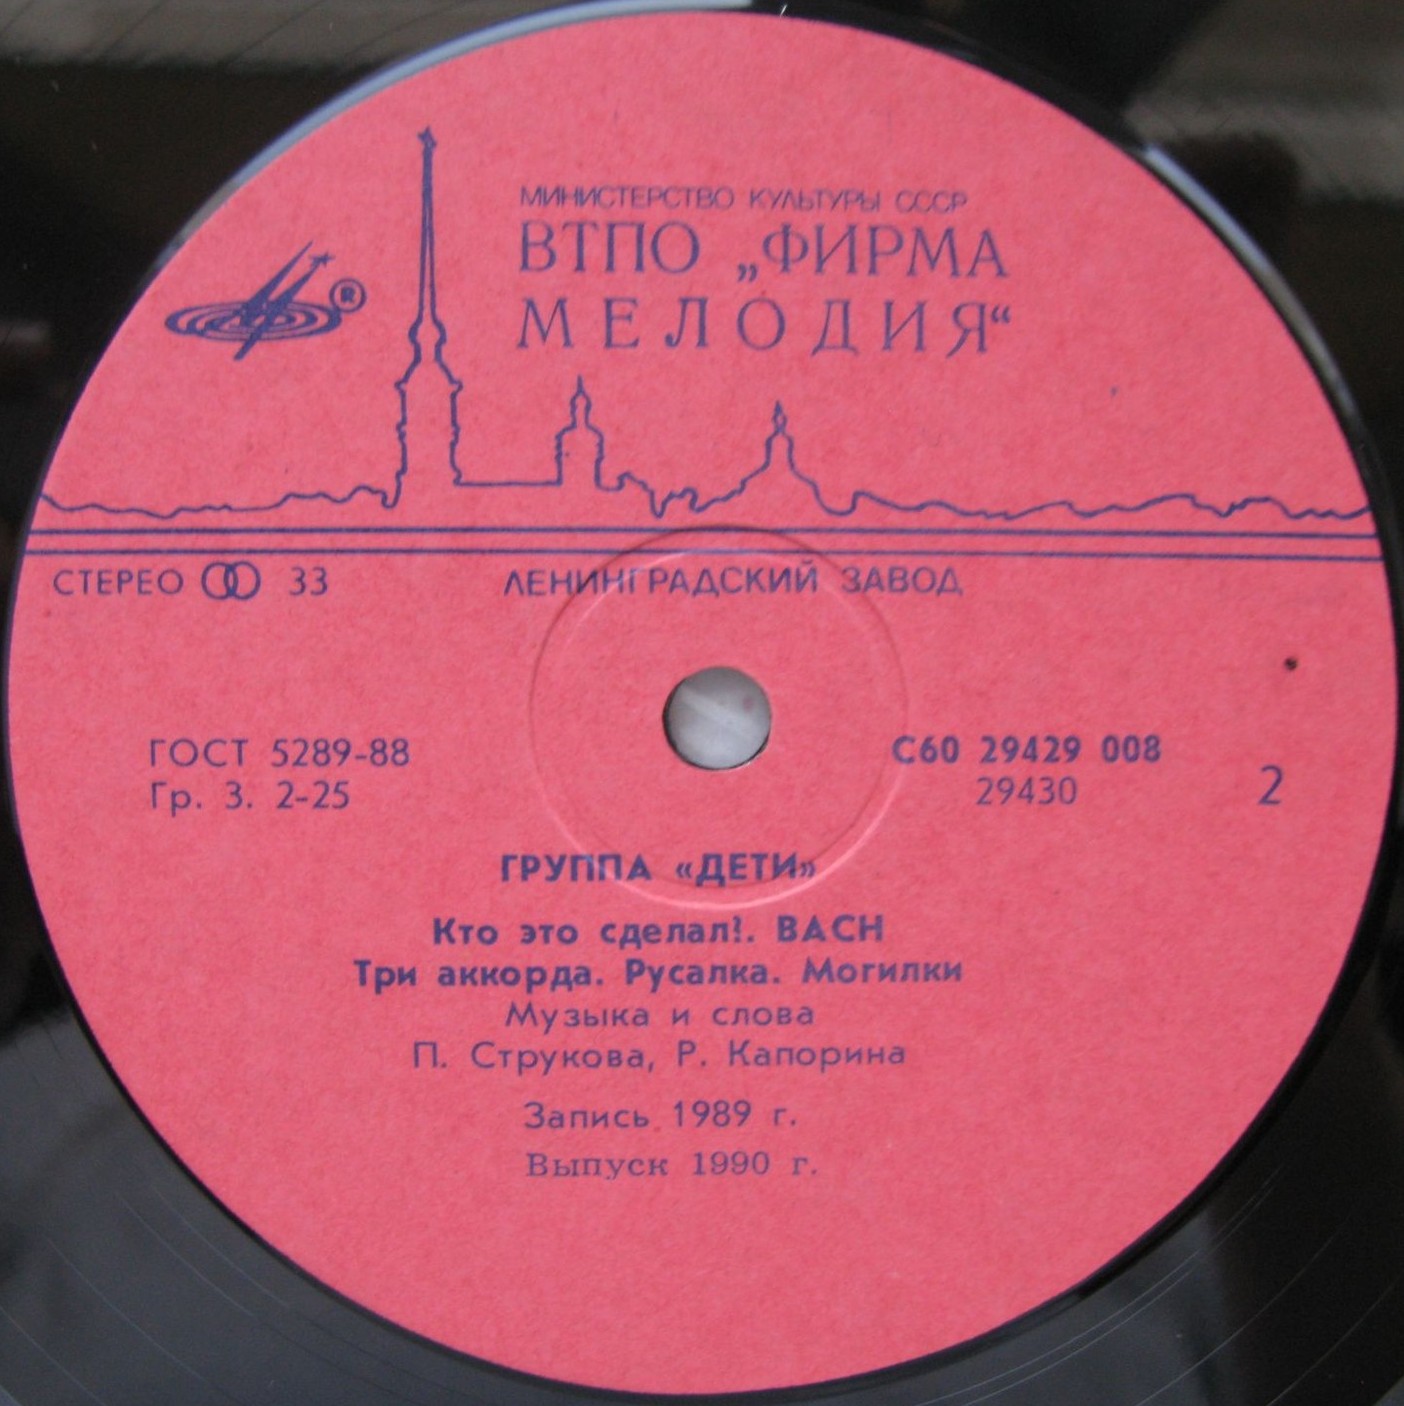 МИНИСТЕРСТВО КУЛЬТУРЫ СССР
ВТПО „ФИРМА
МЕЛОДИЯ“
®
СТЕРЕО 33
ЛЕНИНГРАДСКИЙ ЗАВОД
ГОСТ 5289-88
Гр. 3. 2-25
С60 29429 008
29430
2
ГРУППА «ДЕТИ»
Кто это сделал?. BACH
Три аккорда. Русалка. Могилки
Музыка и слова
П. Струкова, Р. Капорина
Запись 1989 г.
Выпуск 1990 г.